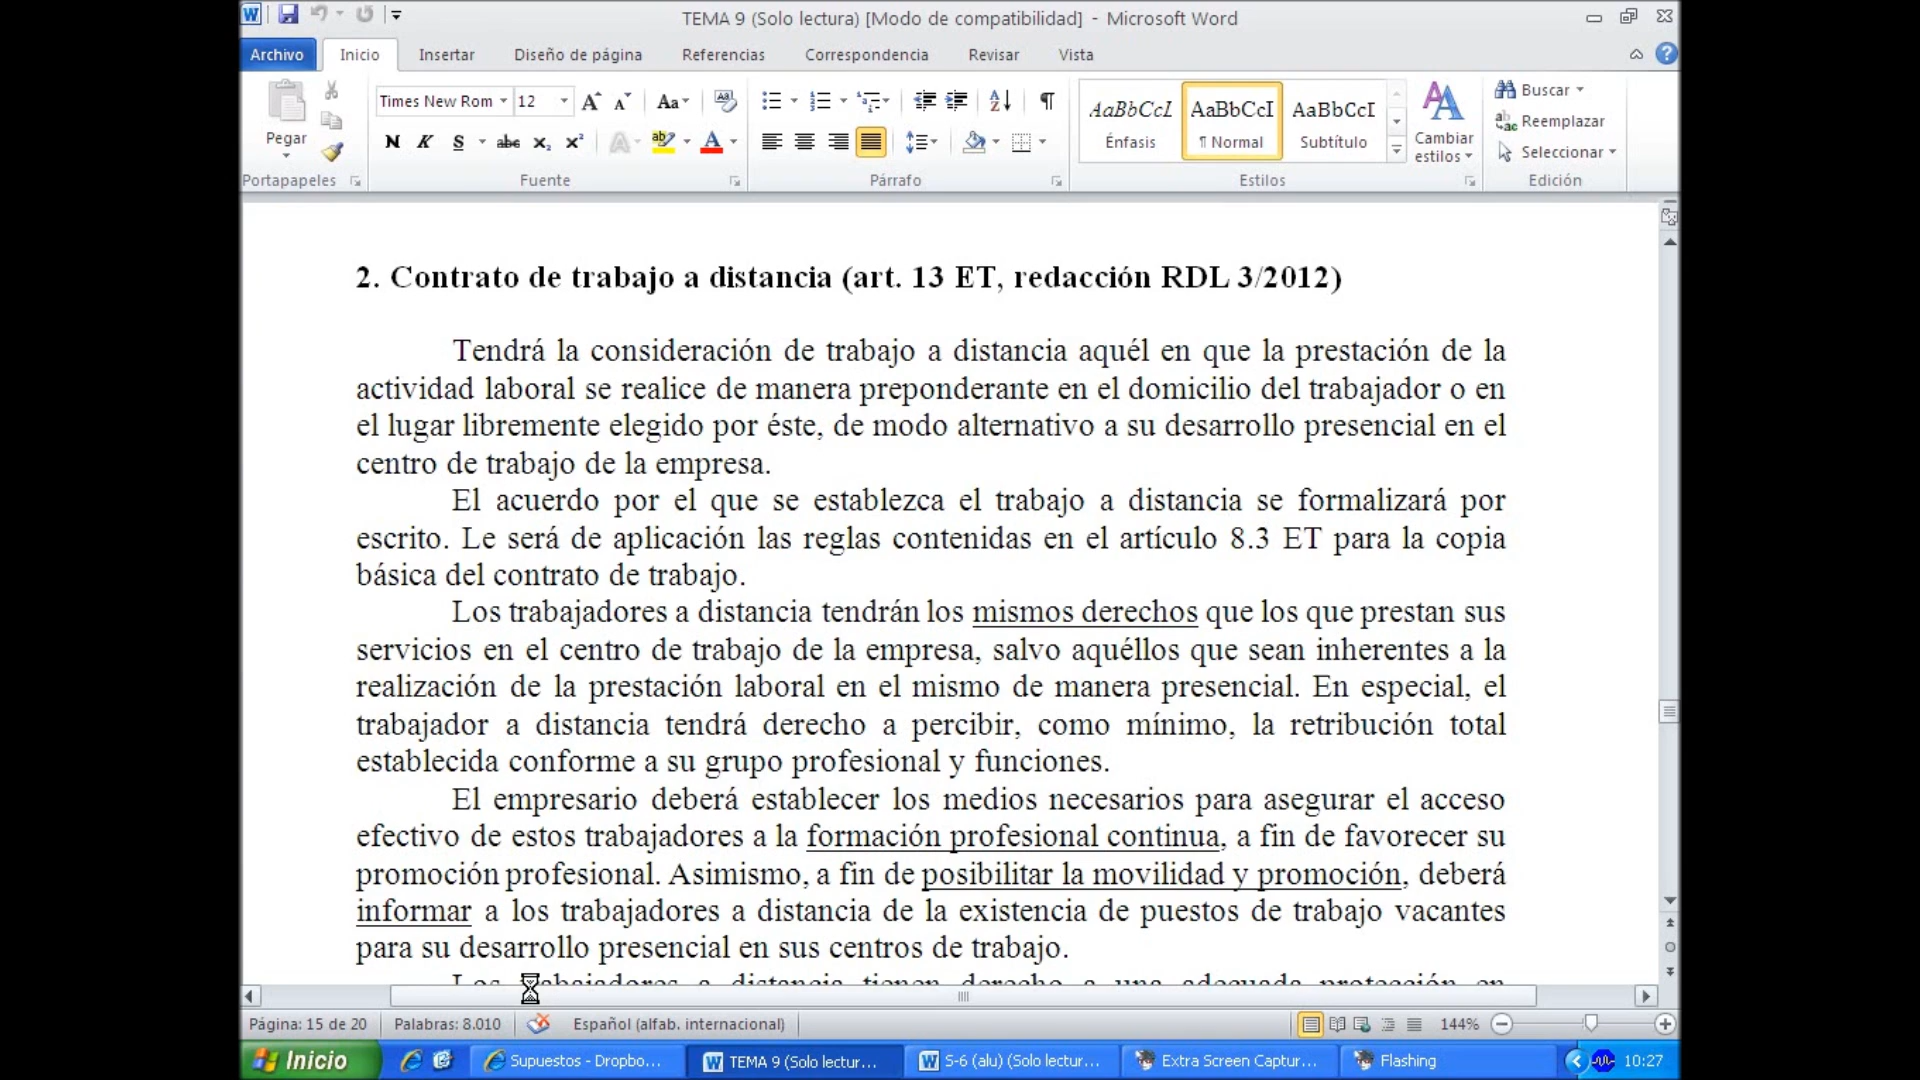 TEMA 9 (Solo lectura) [Modo de compatibilidad] - Microsoft Word
Archivo Inicio Insertar Diseño de página Referencias Correspondencia Revisar Vista
Times New Rom 12 Aa
AaBbCcI AaBbCcI AaBbCcI
Buscar
Reemplazar
Seleccionar
Pegar
N K S abc x₂ x²
Énfasis ¶ Normal Subtítulo
Cambiar
estilos
Portapapeles Fuente Párrafo Estilos Edición
2. Contrato de trabajo a distancia (art. 13 ET, redacción RDL 3/2012)
Tendrá la consideración de trabajo a distancia aquél en que la prestación de la
actividad laboral se realice de manera preponderante en el domicilio del trabajador o en
el lugar libremente elegido por éste, de modo alternativo a su desarrollo presencial en el
centro de trabajo de la empresa.
El acuerdo por el que se establezca el trabajo a distancia se formalizará por
escrito. Le será de aplicación las reglas contenidas en el artículo 8.3 ET para la copia
básica del contrato de trabajo.
Los trabajadores a distancia tendrán los mismos derechos que los que prestan sus
servicios en el centro de trabajo de la empresa, salvo aquéllos que sean inherentes a la
realización de la prestación laboral en el mismo de manera presencial. En especial, el
trabajador a distancia tendrá derecho a percibir, como mínimo, la retribución total
establecida conforme a su grupo profesional y funciones.
El empresario deberá establecer los medios necesarios para asegurar el acceso
efectivo de estos trabajadores a la formación profesional continua, a fin de favorecer su
promoción profesional. Asimismo, a fin de posibilitar la movilidad y promoción, deberá
informar a los trabajadores a distancia de la existencia de puestos de trabajo vacantes
para su desarrollo presencial en sus centros de trabajo.
Los trabajadores a distancia tienen derecho a una adecuada protección en
Página: 15 de 20 Palabras: 8.010 Español (alfab. internacional) 144%
Inicio Supuestos - Dropbo... TEMA 9 (Solo lectur... S-6 (alu) (Solo lectur... Extra Screen Captur... Flashing 10:27